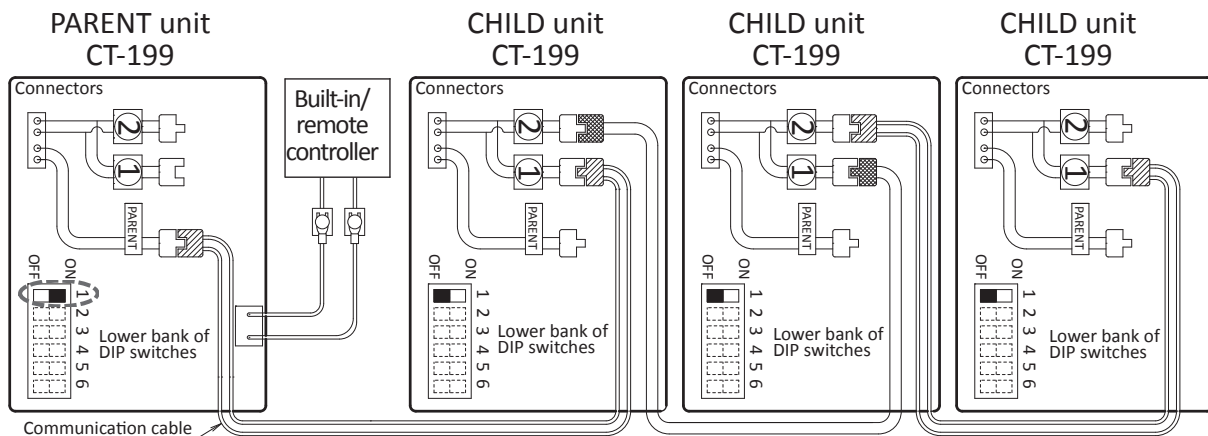 PARENT unit
CT-199
CHILD unit
CT-199
CHILD unit
CT-199
CHILD unit
CT-199
Connectors
2
1
PARENT
OFF
ON
1
2
3
4
5
6
Lower bank of
DIP switches
Built-in/
remote
controller
Connectors
2
1
PARENT
OFF
ON
1
2
3
4
5
6
Lower bank of
DIP switches
Connectors
2
1
PARENT
OFF
ON
1
2
3
4
5
6
Lower bank of
DIP switches
Connectors
2
1
PARENT
OFF
ON
1
2
3
4
5
6
Lower bank of
DIP switches
Communication cable